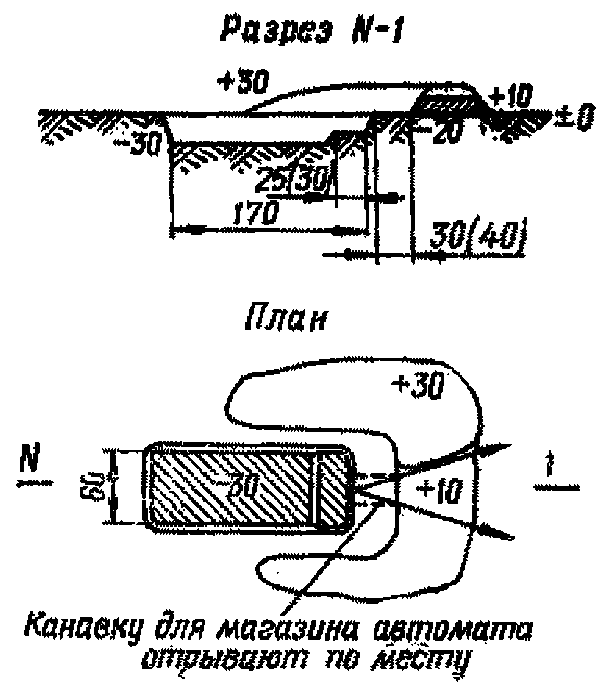 Разрез N-1
+30
+10
±0
-30
-20
25(30)
170
30(40)
План
+30
N
1
60
-30
+10
Канавку для магазина автомата
отрывают по месту